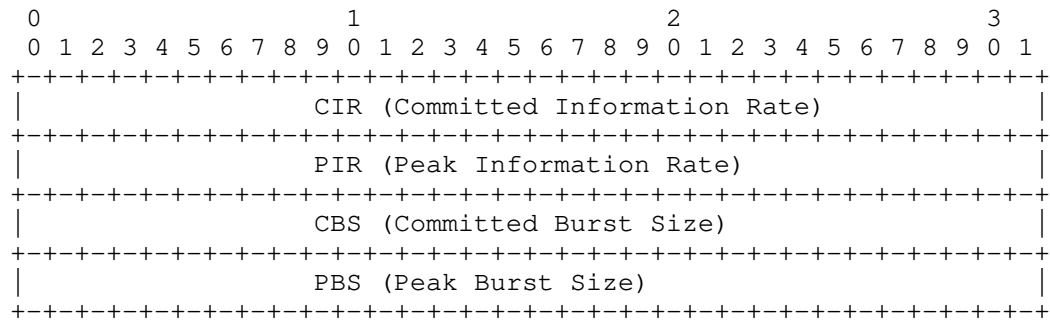 0                   1                   2                   3
 0 1 2 3 4 5 6 7 8 9 0 1 2 3 4 5 6 7 8 9 0 1 2 3 4 5 6 7 8 9 0 1
+-+-+-+-+-+-+-+-+-+-+-+-+-+-+-+-+-+-+-+-+-+-+-+-+-+-+-+-+-+-+-+-+
|                  CIR (Committed Information Rate)             |
+-+-+-+-+-+-+-+-+-+-+-+-+-+-+-+-+-+-+-+-+-+-+-+-+-+-+-+-+-+-+-+-+
|                  PIR (Peak Information Rate)                  |
+-+-+-+-+-+-+-+-+-+-+-+-+-+-+-+-+-+-+-+-+-+-+-+-+-+-+-+-+-+-+-+-+
|                  CBS (Committed Burst Size)                   |
+-+-+-+-+-+-+-+-+-+-+-+-+-+-+-+-+-+-+-+-+-+-+-+-+-+-+-+-+-+-+-+-+
|                  PBS (Peak Burst Size)                        |
+-+-+-+-+-+-+-+-+-+-+-+-+-+-+-+-+-+-+-+-+-+-+-+-+-+-+-+-+-+-+-+-+